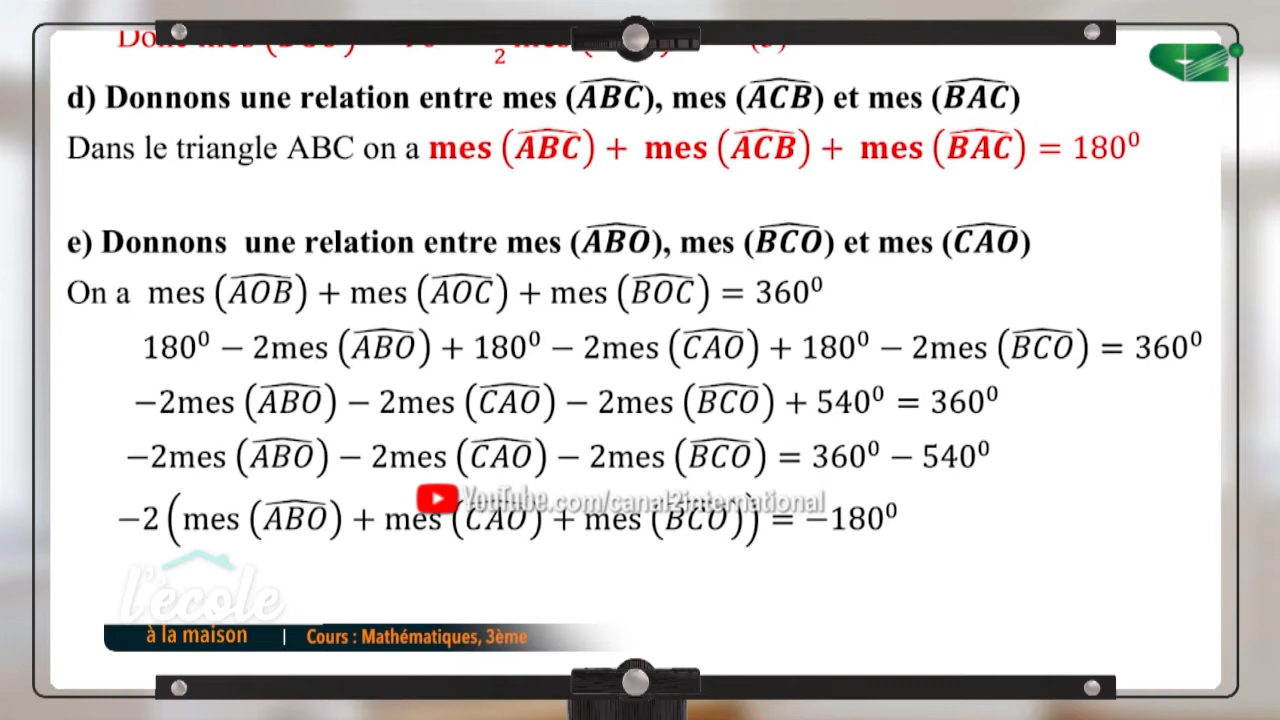 d) Donnons une relation entre mes (ABC), mes (ACB) et mes (BAC)
Dans le triangle ABC on a mes (ABC) + mes (ACB) + mes (BAC) = 180⁰
e) Donnons une relation entre mes (ABO), mes (BCO) et mes (CAO)
On a mes (AOB) + mes (AOC) + mes (BOC) = 360⁰
180⁰ − 2mes (ABO) + 180⁰ − 2mes (CAO) + 180⁰ − 2mes (BCO) = 360⁰
−2mes (ABO) − 2mes (CAO) − 2mes (BCO) + 540⁰ = 360⁰
−2mes (ABO) − 2mes (CAO) − 2mes (BCO) = 360⁰ − 540⁰
YouTube.com/canal2international
−2 (mes (ABO) + mes (CAO) + mes (BCO)) = −180⁰
l'école
à la maison | Cours : Mathématiques, 3ème